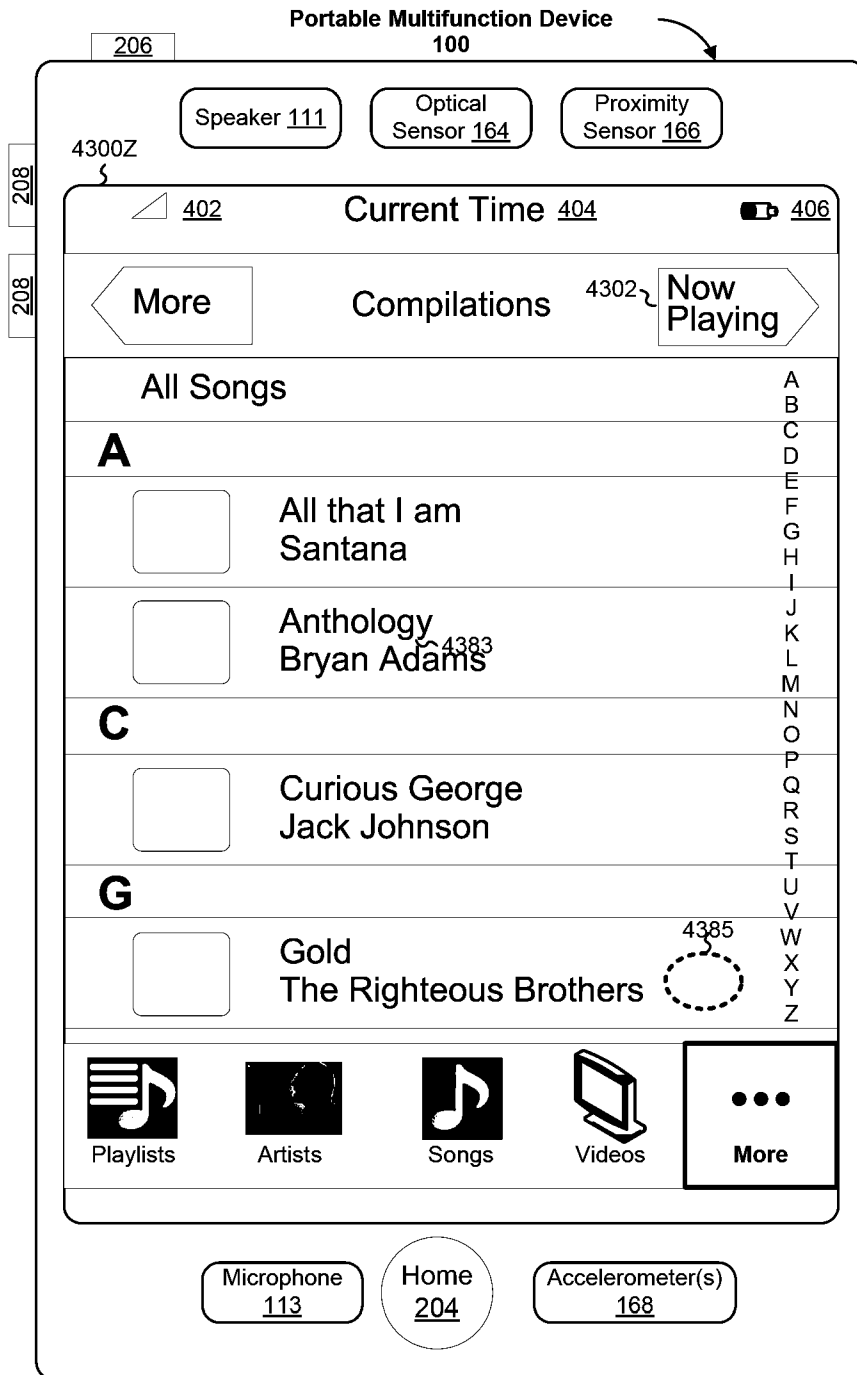 Portable Multifunction Device
100
206
Speaker 111
Optical
Sensor 164
Proximity
Sensor 166
4300Z
208
208
402
Current Time 404
406
More
Compilations
4302
Now
Playing
All Songs
A
All that I am
Santana
Anthology
Bryan Adams
4383
C
Curious George
Jack Johnson
G
Gold
The Righteous Brothers
4385
A
B
C
D
E
F
G
H
I
J
K
L
M
N
O
P
Q
R
S
T
U
V
W
X
Y
Z
Playlists
Artists
Songs
Videos
More
Microphone
113
Home
204
Accelerometer(s)
168